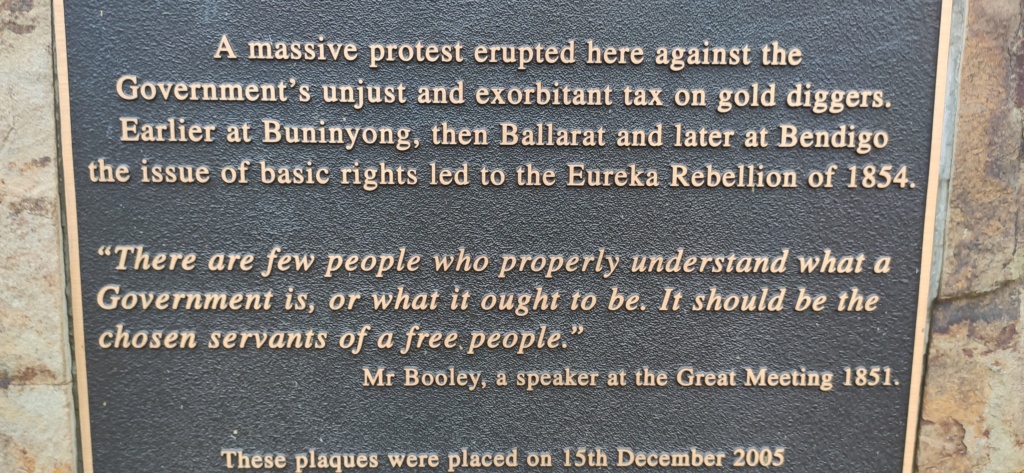 A massive protest erupted here against the
Government's unjust and exorbitant tax on gold diggers.
Earlier at Buninyong, then Ballarat and later at Bendigo
the issue of basic rights led to the Eureka Rebellion of 1854.
“There are few people who properly understand what a
Government is, or what it ought to be. It should be the
chosen servants of a free people.”
Mr Booley, a speaker at the Great Meeting 1851.
These plaques were placed on 15th December 2005